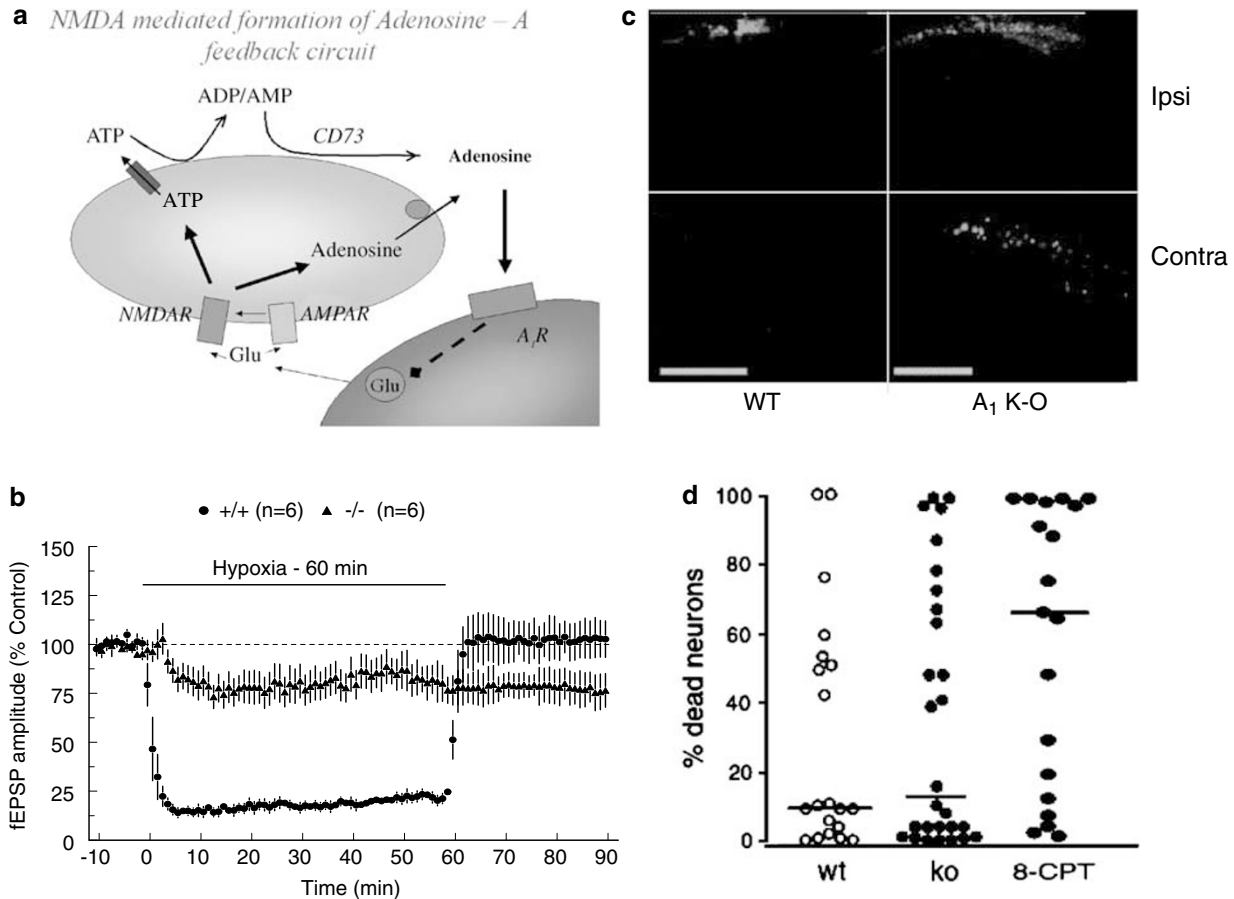 a
NMDA mediated formation of Adenosine – A
feedback circuit
ADP/AMP
ATP
CD73
Adenosine
ATP
Adenosine
NMDAR
AMPAR
Glu
A1R
Glu
c
Ipsi
Contra
WT
A1 K-O
b
+/+ (n=6) -/- (n=6)
Hypoxia - 60 min
fEPSP amplitude (% Control)
150
125
100
75
50
25
0
-10 0 10 20 30 40 50 60 70 80 90
Time (min)
d
% dead neurons
100
80
60
40
20
0
wt ko 8-CPT